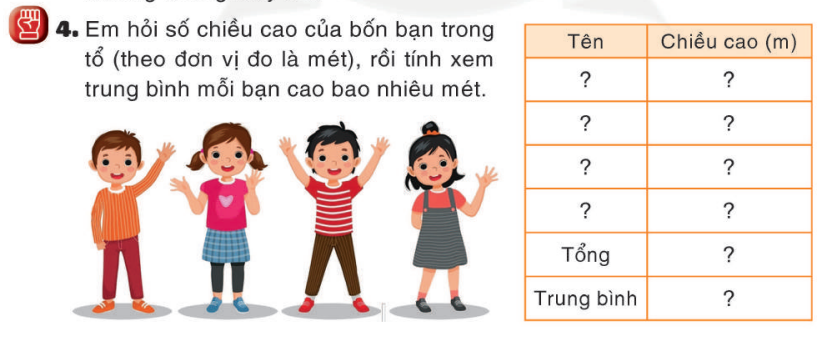 4. Em hỏi số chiều cao của bốn bạn trong
tổ (theo đơn vị đo là mét), rồi tính xem
trung bình mỗi bạn cao bao nhiêu mét.
Tên Chiều cao (m)
? ?
? ?
? ?
? ?
Tổng ?
Trung bình ?